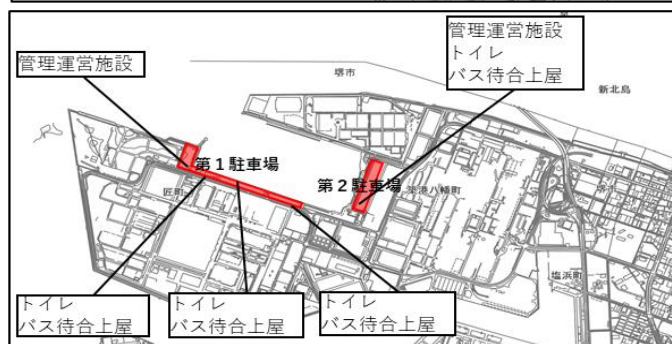 管理運営施設
トイレ
バス待合上屋
管理運営施設
堺市
新北島
第1駐車場
第2駐車場
匠町
築港八幡町
堺市
塩浜町
トイレ
バス待合上屋
トイレ
バス待合上屋
トイレ
バス待合上屋